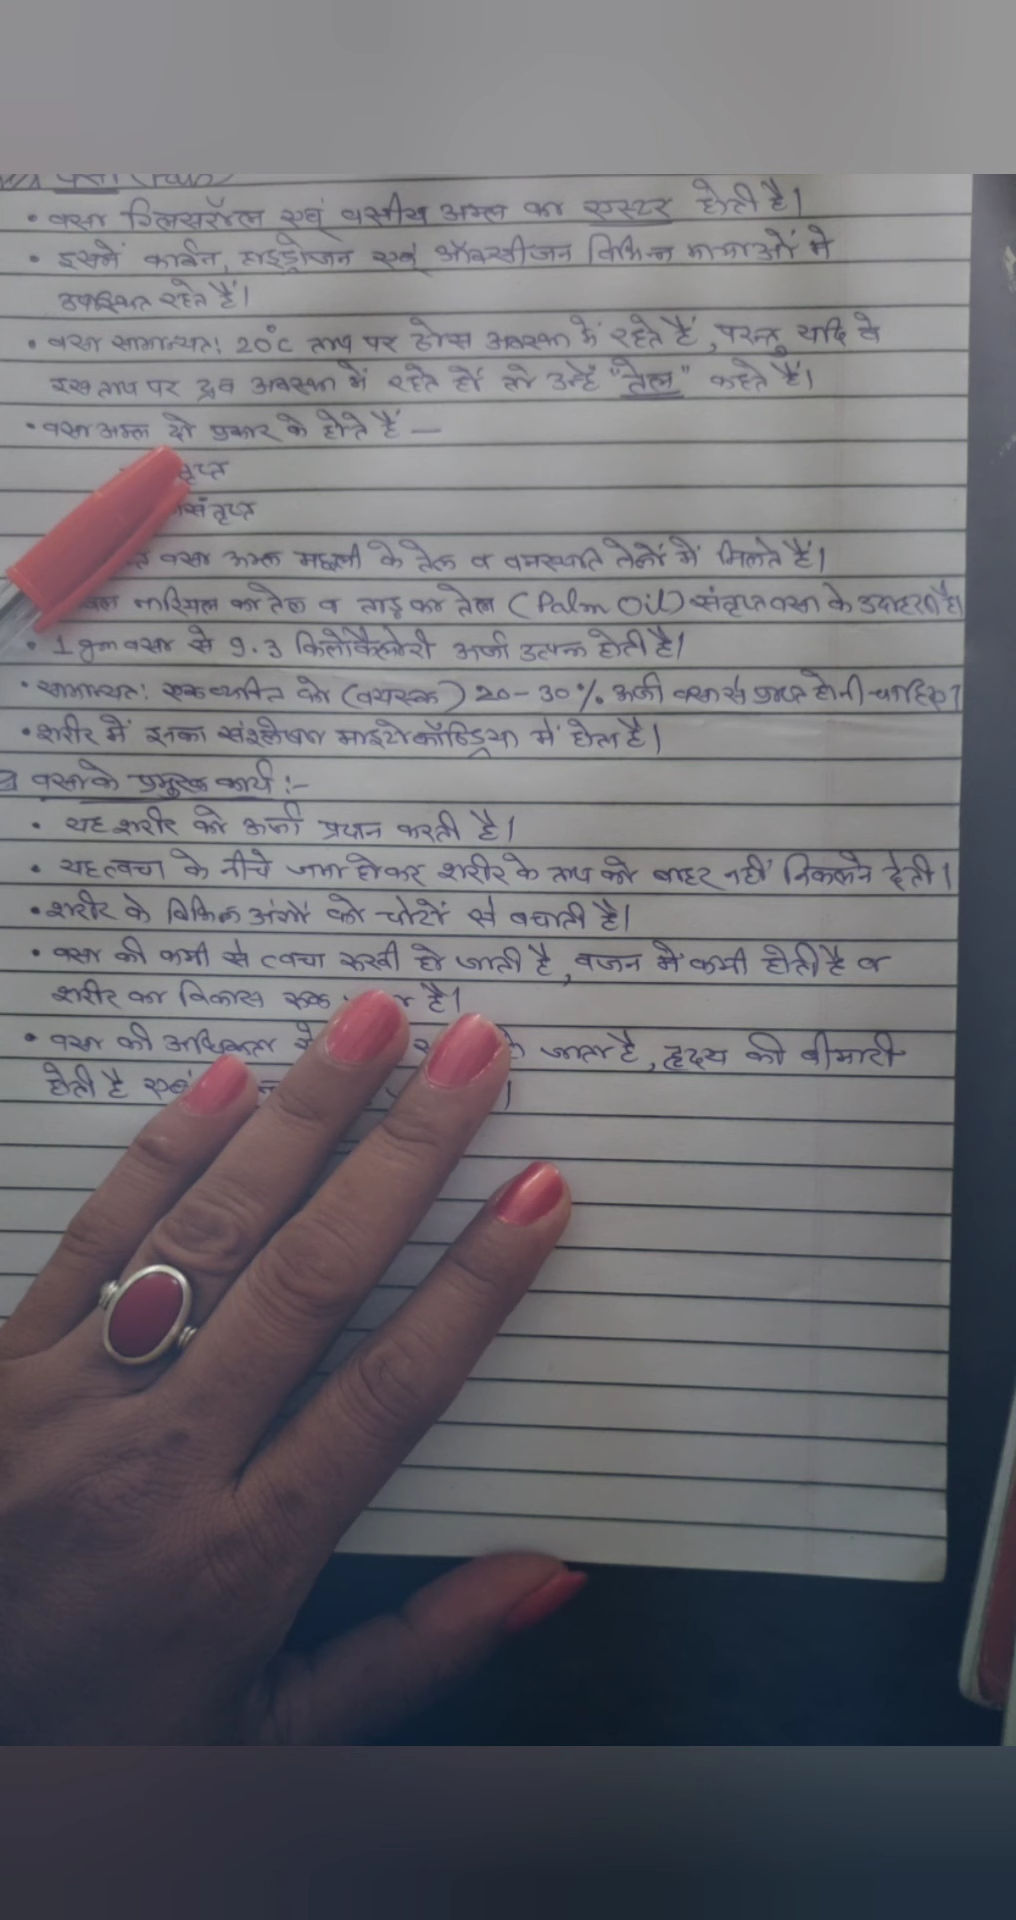 वसा
• वसा ग्लिसरॉल एवं वसीय अम्ल का एस्टर होती है।
• इसमें कार्बन, हाइड्रोजन एवं ऑक्सीजन विभिन्न मात्राओं में
उपस्थित रहते हैं।
• वसा सामान्यत: 20°C ताप पर ठोस अवस्था में रहते हैं, परन्तु यदि वे
इस ताप पर द्रव अवस्था में रहते हों तो उन्हें "तेल" कहते हैं।
• वसा अम्ल दो प्रकार के होते हैं —
तृप्त
संतृप्त
वसा अम्ल मछली के तेल व वनस्पति तेलों में मिलते हैं।
नारियल का तेल व ताड़ का तेल (Palm Oil) संतृप्त वसा के उदाहरण हैं।
• 1 gm वसा से 9.3 किलोकैलोरी ऊर्जा उत्पन्न होती है।
• सामान्यत: एक व्यक्ति को (वयस्क) 20-30% ऊर्जा वसा से प्राप्त होनी चाहिए।
• शरीर में इनका संश्लेषण माइटोकॉण्ड्रिया में होता है।
वसा के प्रमुख कार्य :-
• यह शरीर को ऊर्जा प्रदान करती है।
• यह त्वचा के नीचे जमा होकर शरीर के ताप को बाहर नहीं निकलने देती।
• शरीर के विभिन्न अंगों को चोटों से बचाती है।
• वसा की कमी से त्वचा रुखी हो जाती है, वजन में कमी होती है व
शरीर का विकास रुक है।
• वसा की अधिकता से जाता है, हृदय की बीमारी
होती है एवं